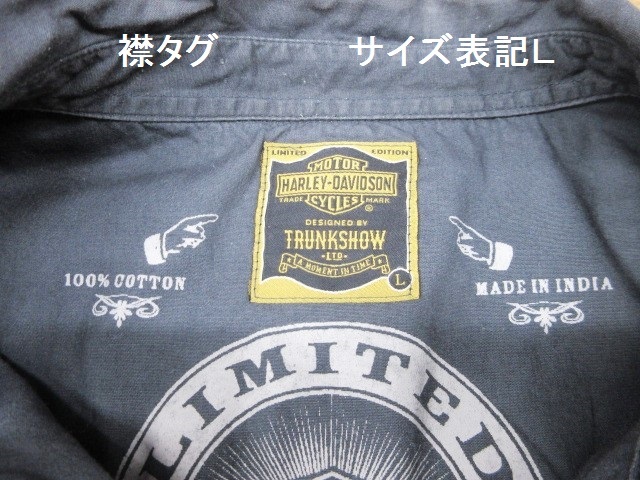 襟タグ サイズ表記L
LIMITED EDITION
MOTOR
HARLEY-DAVIDSON
TRADE MARK
CYCLES ®
DESIGNED BY
TRUNKSHOW
-LTD-
A MOMENT IN TIME
L
100% COTTON
MADE IN INDIA
LIMITED